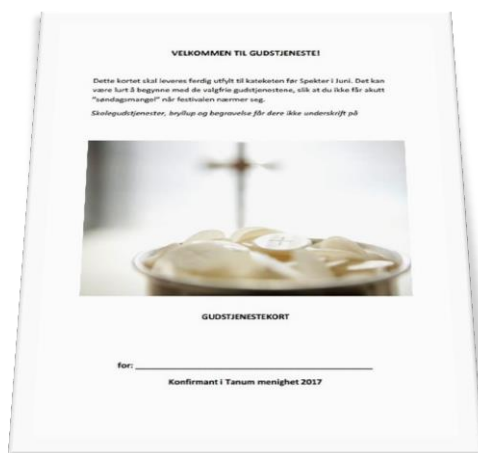 VELKOMMEN TIL GUDSTJENESTE!
Dette kortet skal leveres ferdig utfylt til kateketen før Spekter i Juni. Det kan
være lurt å begynne med de valgfrie gudstjenestene, slik at du ikke får akutt
"søndagsmangel" når festivalen nærmer seg.
Skolegudstjenester, bryllup og begravelse får dere ikke underskrift på
GUDSTJENESTEKORT
for: ______________________________
Konfirmant i Tanum menighet 2017